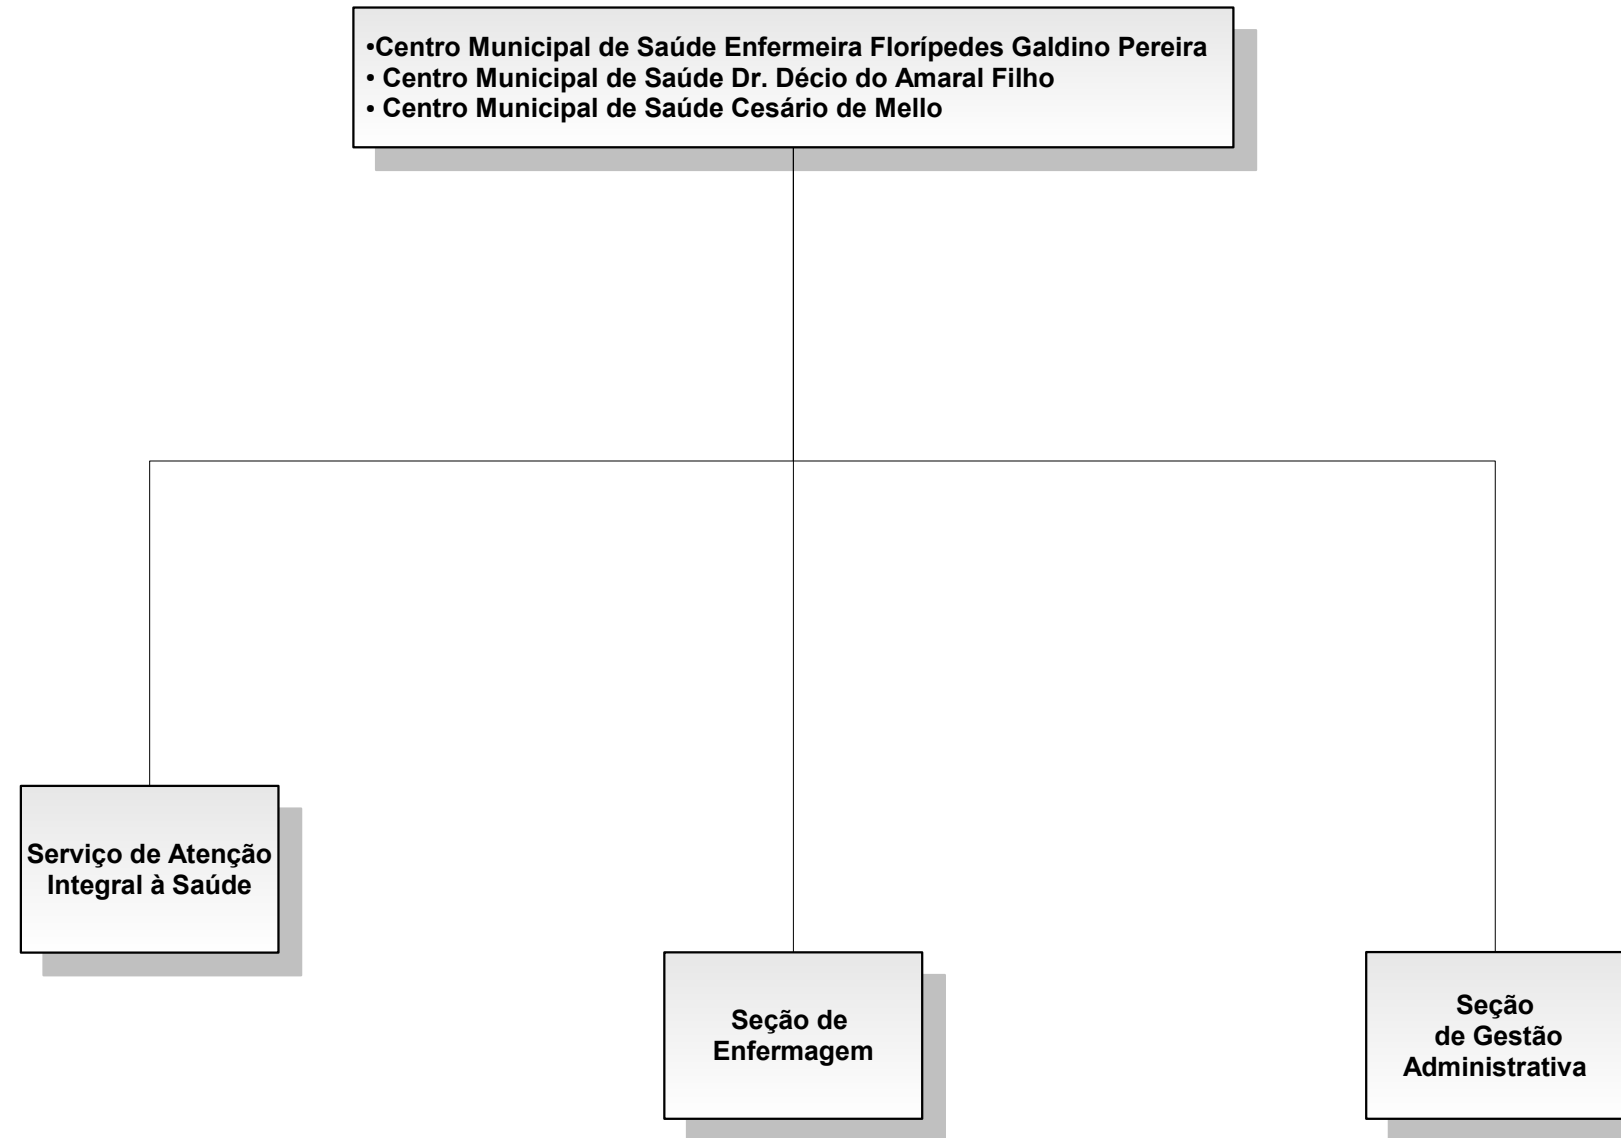 •Centro Municipal de Saúde Enfermeira Florípedes Galdino Pereira
• Centro Municipal de Saúde Dr. Décio do Amaral Filho
• Centro Municipal de Saúde Cesário de Mello
Serviço de Atenção
Integral à Saúde
Seção de
Enfermagem
Seção
de Gestão
Administrativa